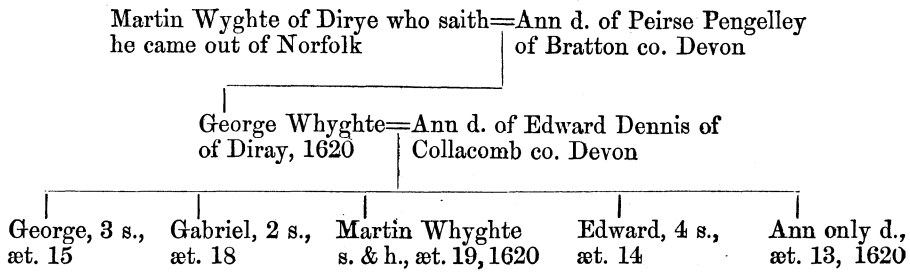 Martin Wyghte of Dirye who saith=Ann d. of Peirse Pengelley
he came out of Norfolk of Bratton co. Devon
George Whyghte=Ann d. of Edward Dennis of
of Diray, 1620 Collacomb co. Devon
George, 3 s., Gabriel, 2 s., Martin Whyghte Edward, 4 s., Ann only d.,
æt. 15 æt. 18 s. & h., æt. 19, 1620 æt. 14 æt. 13, 1620